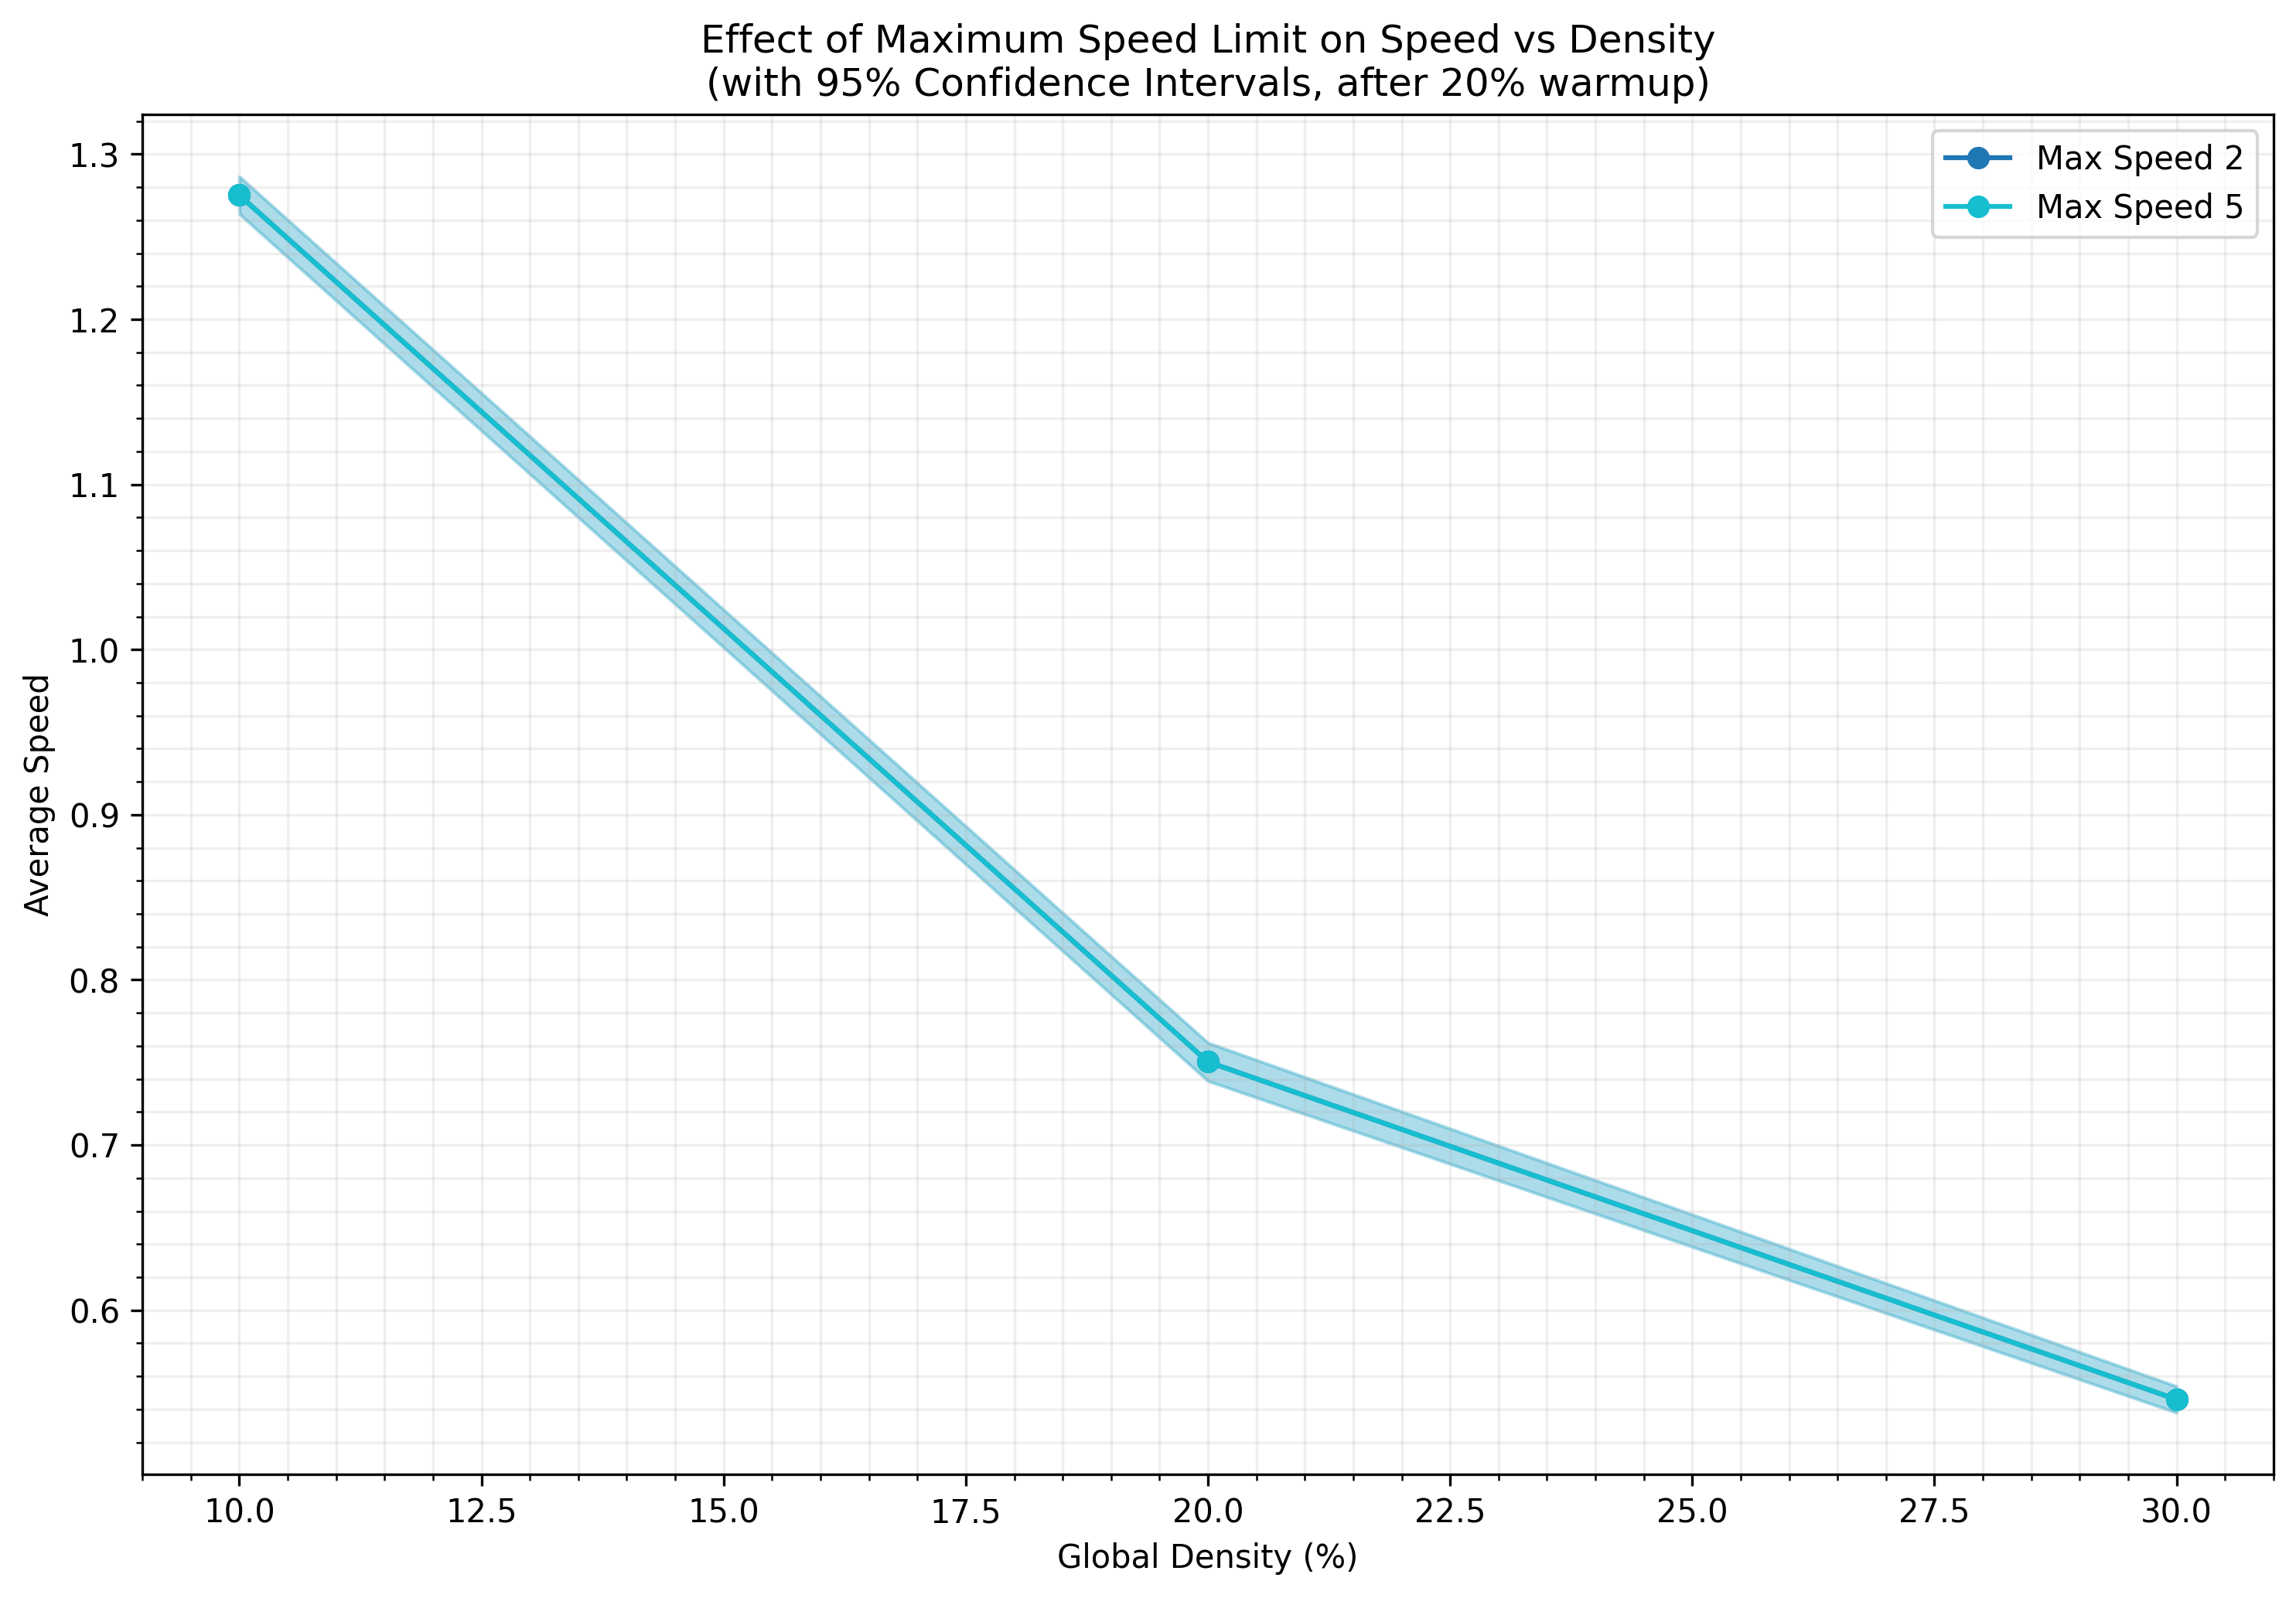 Effect of Maximum Speed Limit on Speed vs Density
(with 95% Confidence Intervals, after 20% warmup)
Max Speed 2
Max Speed 5
1.3
1.2
1.1
1.0
0.9
0.8
0.7
0.6
Average Speed
10.0 12.5 15.0 17.5 20.0 22.5 25.0 27.5 30.0
Global Density (%)